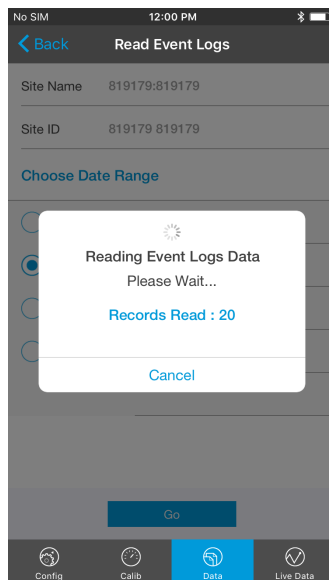 No SIM 12:00 PM
Back Read Event Logs
Site Name 819179:819179
Site ID 819179 819179
Choose Date Range
Reading Event Logs Data
Please Wait...
Records Read : 20
Cancel
Go
Config Calib Data Live Data